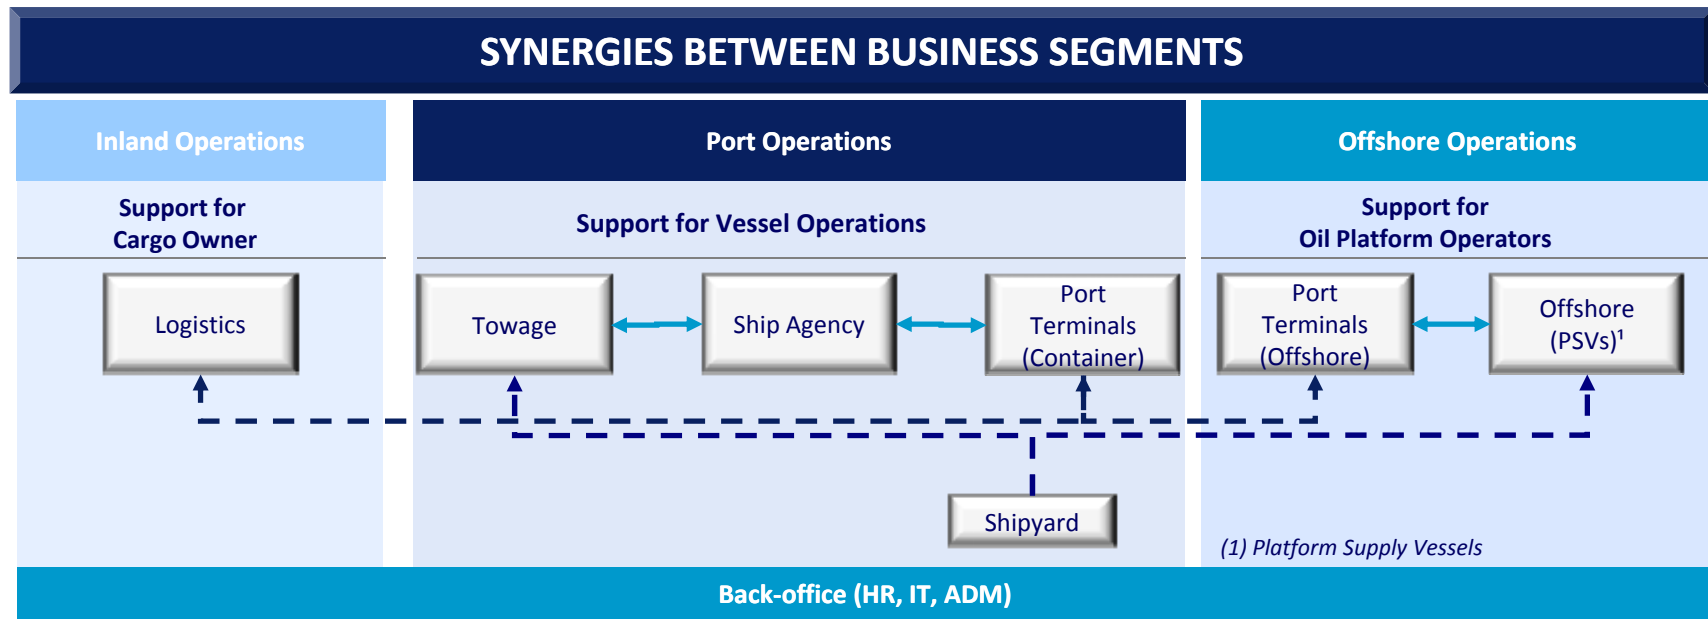 SYNERGIES BETWEEN BUSINESS SEGMENTS
Inland Operations
Port Operations
Offshore Operations
Support for
Cargo Owner
Support for Vessel Operations
Support for
Oil Platform Operators
Logistics
Towage
Ship Agency
Port
Terminals
(Container)
Port
Terminals
(Offshore)
Offshore
(PSVs)¹
Shipyard
(1) Platform Supply Vessels
Back-office (HR, IT, ADM)